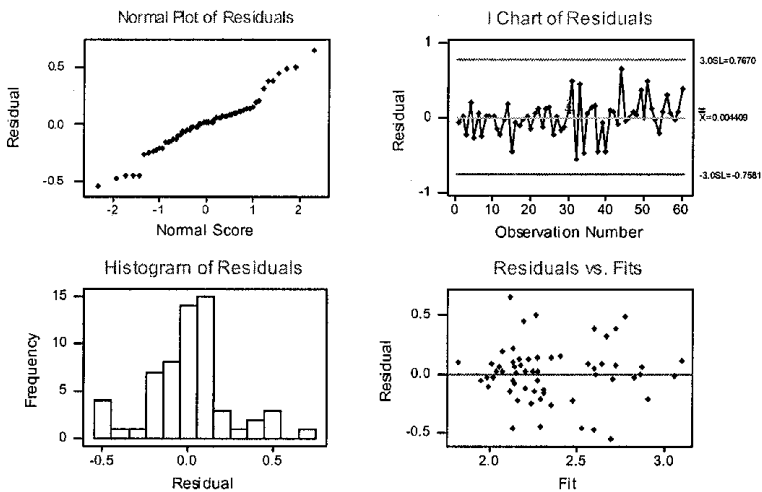 Normal Plot of Residuals
Residual
0.5
0.0
-0.5
-2 -1 0 1 2
Normal Score
I Chart of Residuals
Residual
1
0
-1
3.0SL=0.7670
X=0.004409
-3.0SL=-0.7581
0 10 20 30 40 50 60
Observation Number
Histogram of Residuals
Frequency
15
10
5
0
-0.5 0.0 0.5
Residual
Residuals vs. Fits
Residual
0.5
0.0
-0.5
2.0 2.5 3.0
Fit